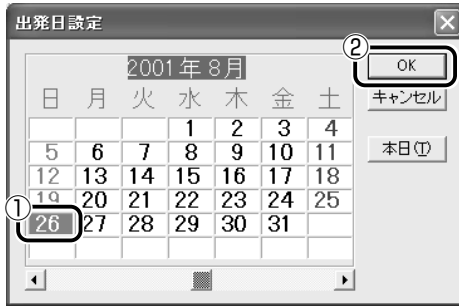 出発日設定
2001年 8月
日 月 火 水 木 金 土
1 2 3 4
5 6 7 8 9 10 11
12 13 14 15 16 17 18
19 20 21 22 23 24 25
① 26 27 28 29 30 31
② OK
キャンセル
本日(T)